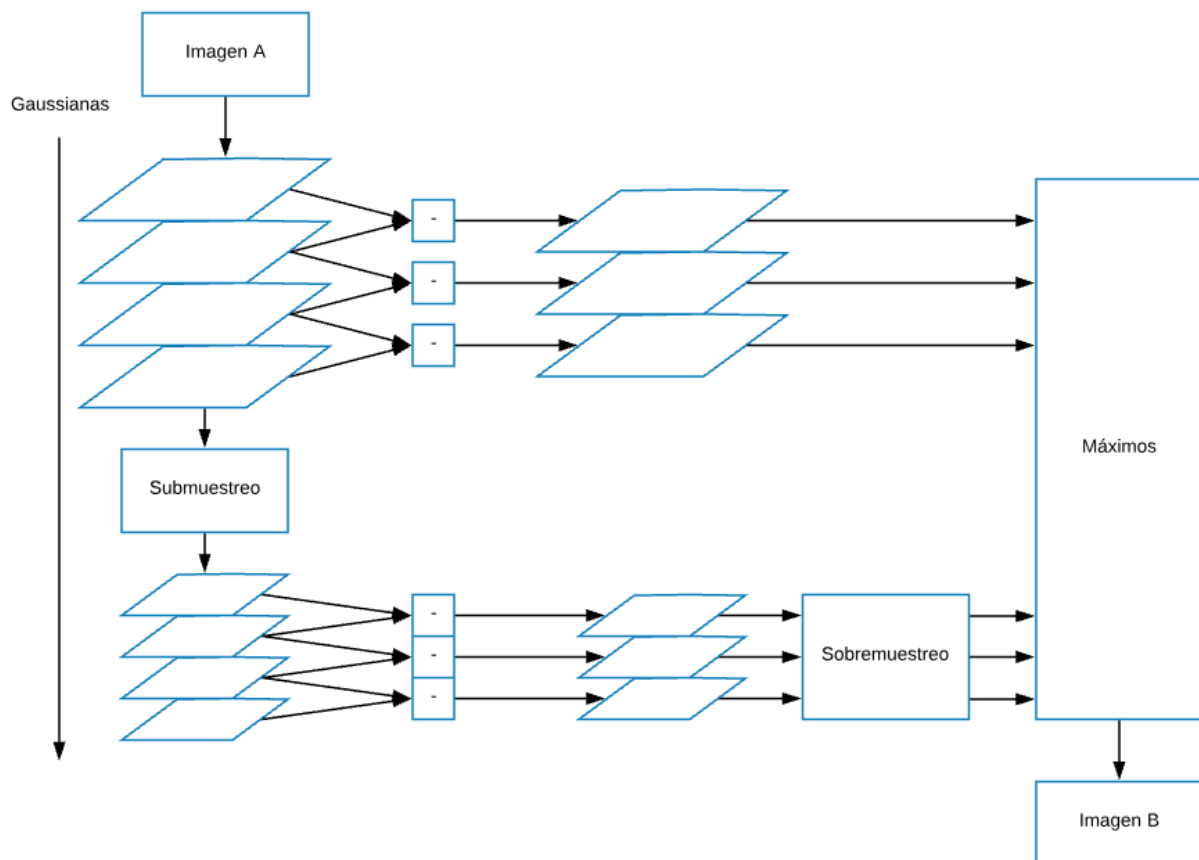 Imagen A
Gaussianas
-
-
-
Máximos
Submuestreo
-
-
-
Sobremuestreo
Imagen B